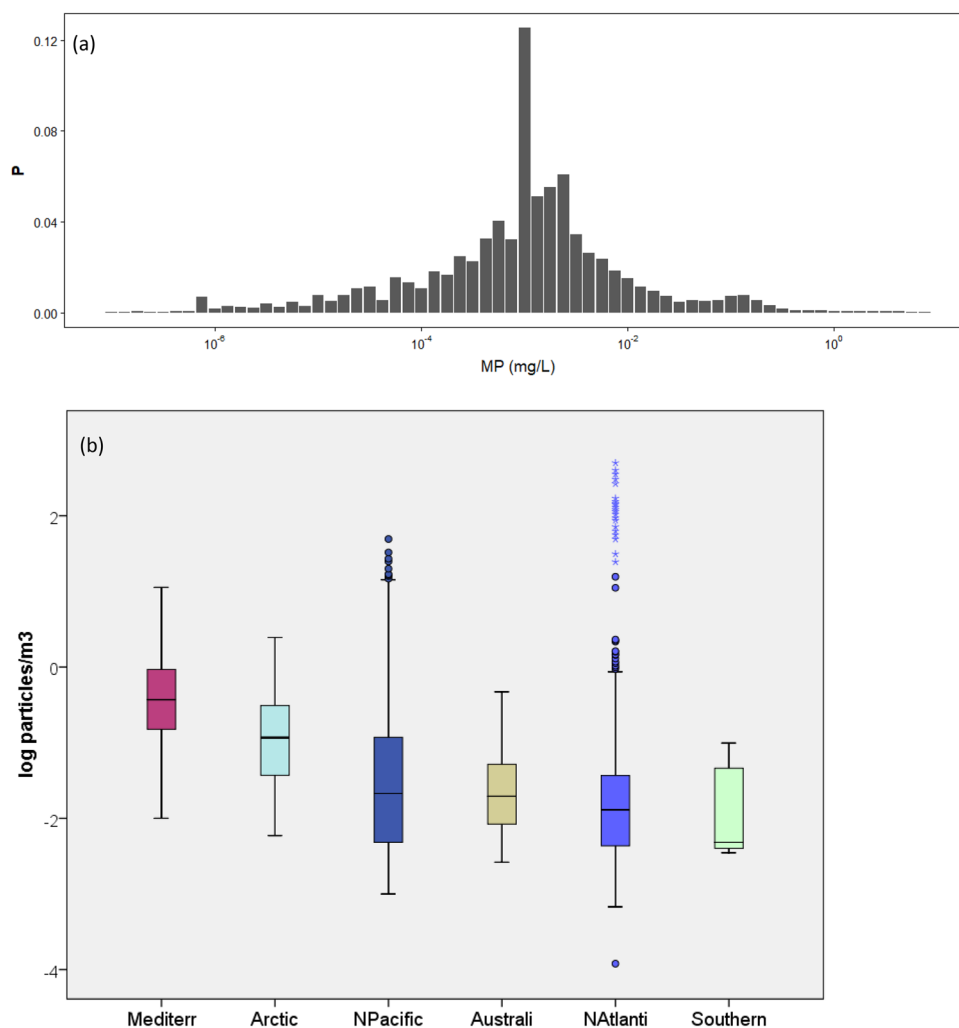 (a)
0.12
0.08
0.04
0.00
P
10^-6 10^-4 10^-2 10^0
MP (mg/L)
(b)
2
0
-2
-4
log particles/m3
Mediterr Arctic NPacific Australi NAtlanti Southern